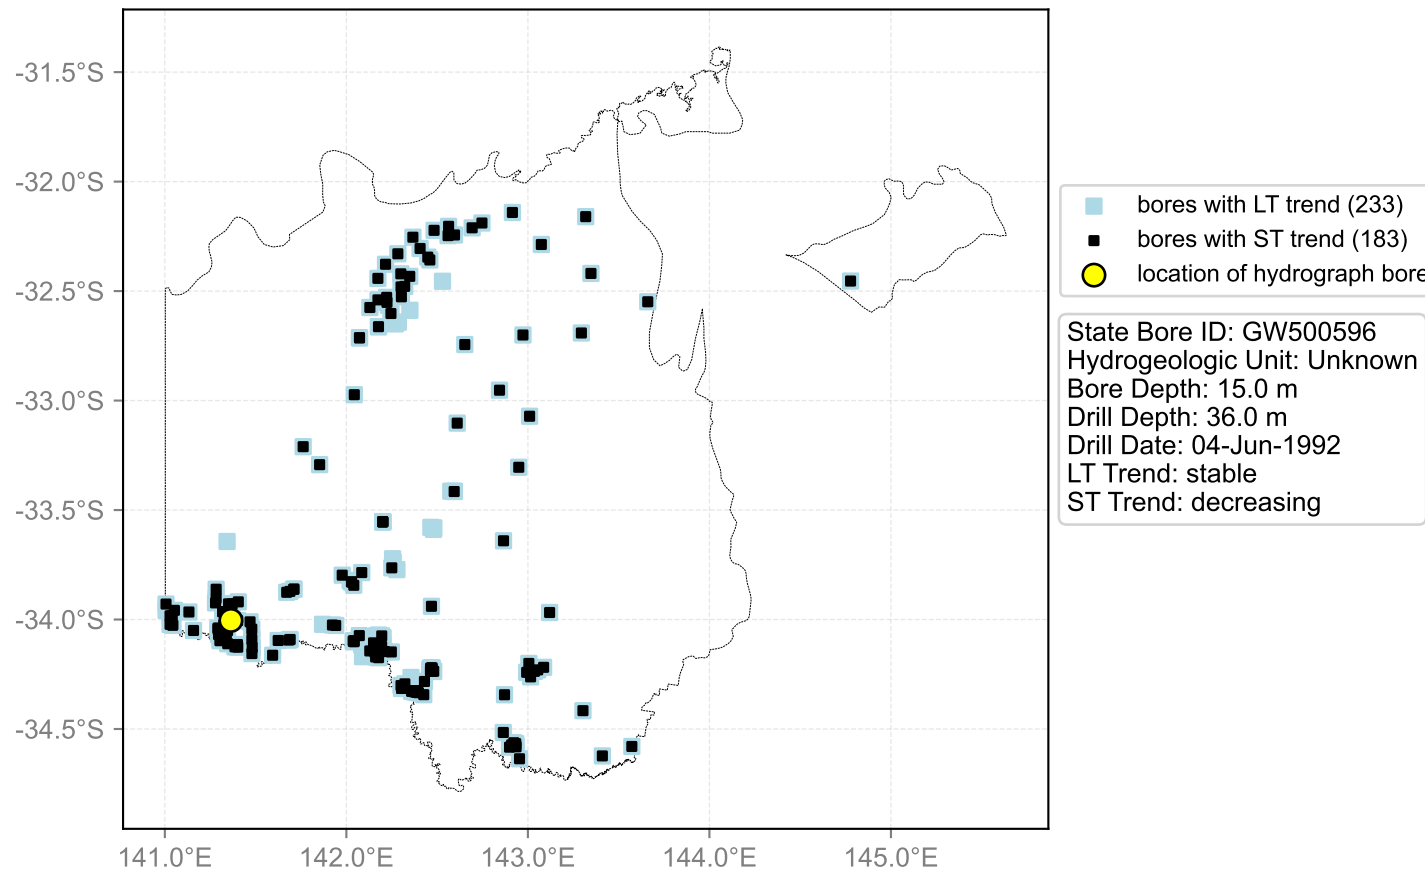 -31.5°S
-32.0°S
-32.5°S
-33.0°S
-33.5°S
-34.0°S
-34.5°S
141.0°E
142.0°E
143.0°E
144.0°E
145.0°E
bores with LT trend (233)
bores with ST trend (183)
location of hydrograph bore
State Bore ID: GW500596
Hydrogeologic Unit: Unknown
Bore Depth: 15.0 m
Drill Depth: 36.0 m
Drill Date: 04-Jun-1992
LT Trend: stable
ST Trend: decreasing